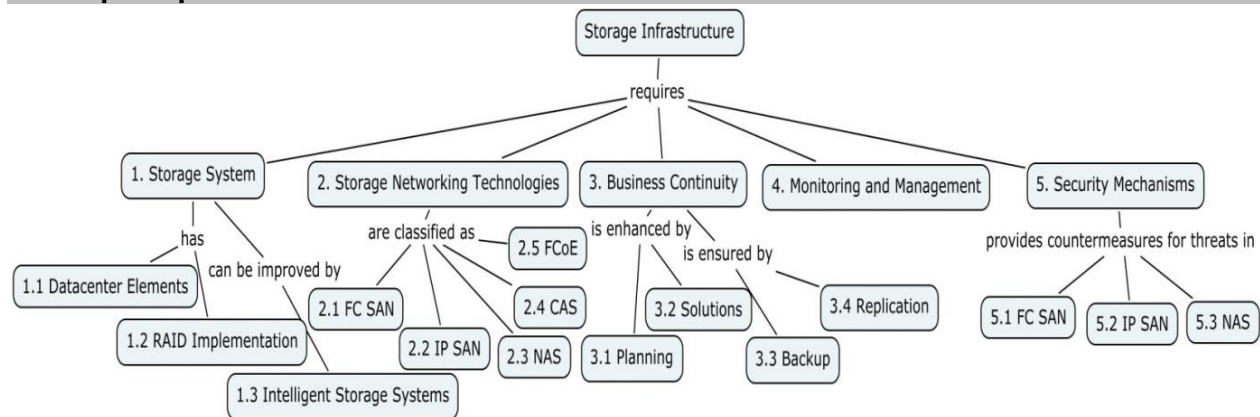 Storage Infrastructure
requires
1. Storage System
2. Storage Networking Technologies
3. Business Continuity
4. Monitoring and Management
5. Security Mechanisms
has
can be improved by
are classified as
is enhanced by
is ensured by
provides countermeasures for threats in
1.1 Datacenter Elements
1.2 RAID Implementation
1.3 Intelligent Storage Systems
2.1 FC SAN
2.2 IP SAN
2.3 NAS
2.4 CAS
2.5 FCoE
3.1 Planning
3.2 Solutions
3.3 Backup
3.4 Replication
5.1 FC SAN
5.2 IP SAN
5.3 NAS